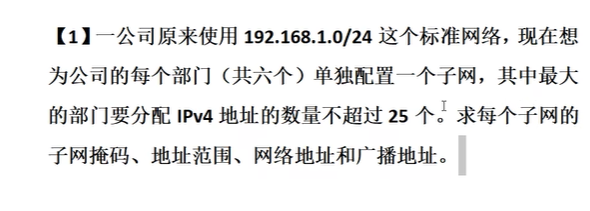 【1】一公司原来使用 192.168.1.0/24 这个标准网络，现在想
为公司的每个部门（共六个）单独配置一个子网，其中最大
的部门要分配 IPv4 地址的数量不超过 25 个。求每个子网的
子网掩码、地址范围、网络地址和广播地址。